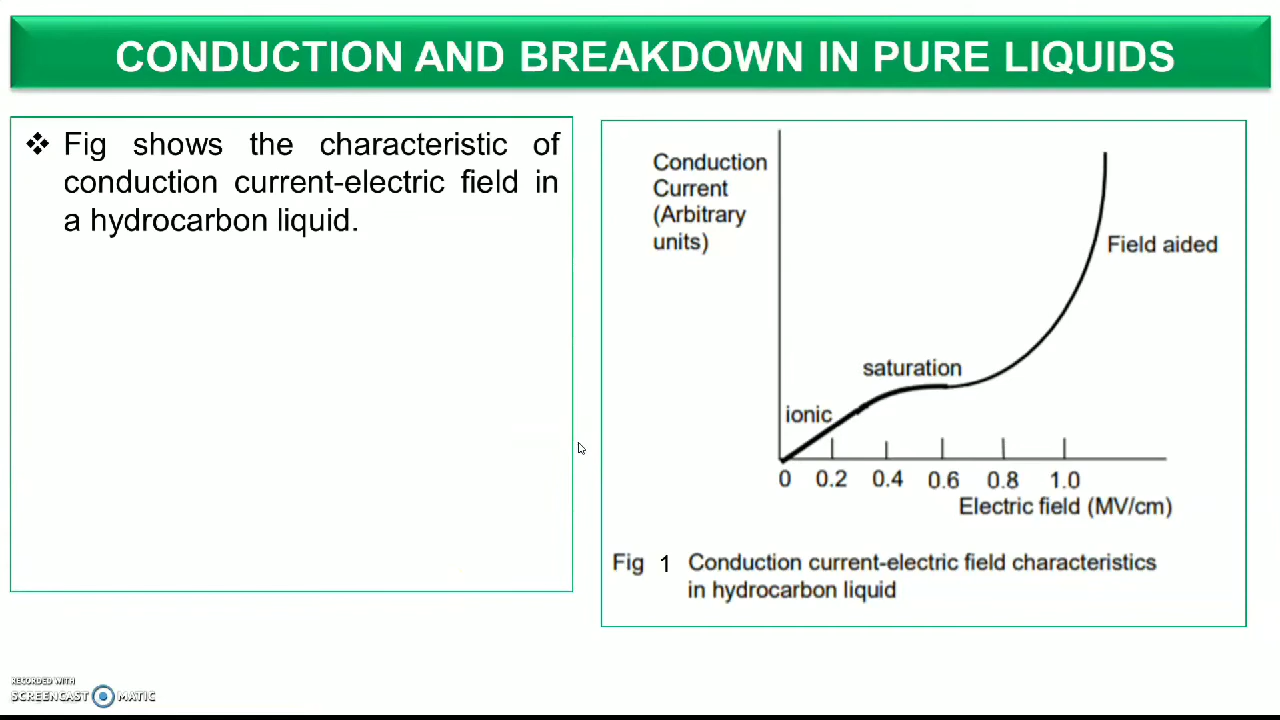 CONDUCTION AND BREAKDOWN IN PURE LIQUIDS
❖ Fig shows the characteristic of
conduction current-electric field in
a hydrocarbon liquid.
Conduction
Current
(Arbitrary
units)
Field aided
saturation
ionic
0 0.2 0.4 0.6 0.8 1.0
Electric field (MV/cm)
Fig 1 Conduction current-electric field characteristics
in hydrocarbon liquid
RECORDED WITH
SCREENCAST MATIC